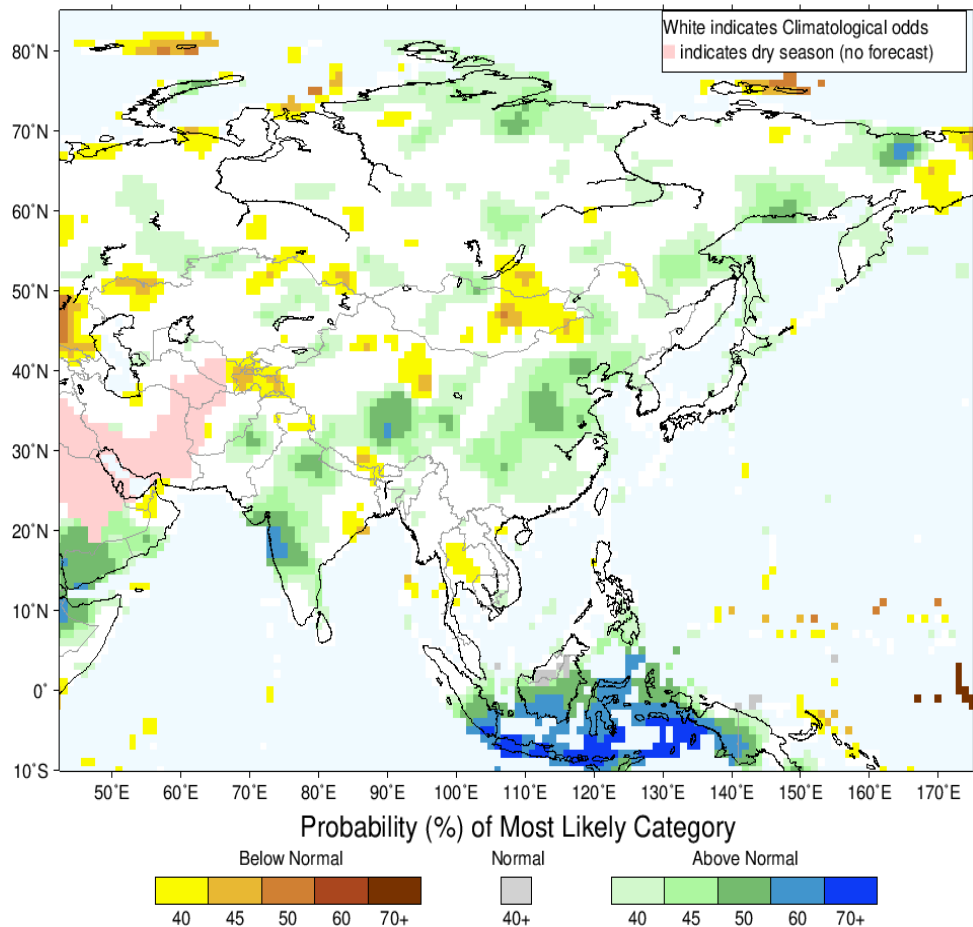 White indicates Climatological odds
indicates dry season (no forecast)
80°N
70°N
60°N
50°N
40°N
30°N
20°N
10°N
0°
10°S
50°E 60°E 70°E 80°E 90°E 100°E 110°E 120°E 130°E 140°E 150°E 160°E 170°E
Probability (%) of Most Likely Category
Below Normal Normal Above Normal
40 45 50 60 70+ 40+ 40 45 50 60 70+